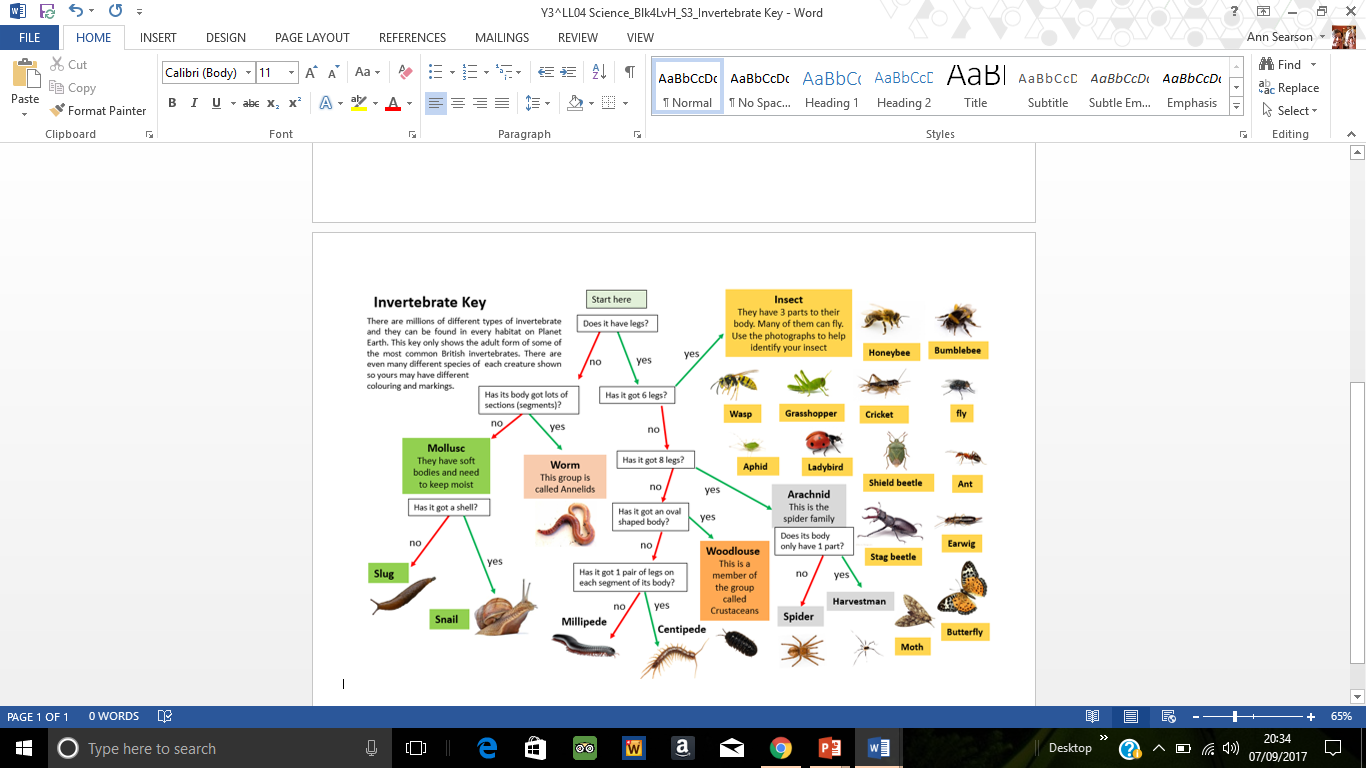 Y3^LL04 Science_Blk4LvH_S3_Invertebrate Key - Word
FILE HOME INSERT DESIGN PAGE LAYOUT REFERENCES MAILINGS REVIEW VIEW Ann Searson
Paste
Cut
Copy
Format Painter
Clipboard
Calibri (Body) 11
Font
Paragraph
AaBbCcDc AaBbCcDc AaBbCc AaBbCcD AaB AaBbCcD AaBbCcDc AaBbCcDc
¶ Normal ¶ No Spac... Heading 1 Heading 2 Title Subtitle Subtle Em... Emphasis
Styles
Find
Replace
Select
Editing
Invertebrate Key
There are millions of different types of invertebrate
and they can be found in every habitat on Planet
Earth. This key only shows the adult form of some of
the most common British invertebrates. There are
even many different species of each creature shown
so yours may have different
colouring and markings.
Start here
Does it have legs?
no
yes
Has its body got lots of
sections (segments)?
no
yes
Mollusc
They have soft
bodies and need
to keep moist
Has it got a shell?
no
yes
Slug
Snail
Worm
This group is
called Annelids
Has it got 6 legs?
yes
no
Insect
They have 3 parts to their
body. Many of them can fly.
Use the photographs to help
identify your insect
Honeybee
Bumblebee
Wasp
Grasshopper
Cricket
fly
Aphid
Ladybird
Shield beetle
Ant
Stag beetle
Earwig
Moth
Butterfly
Has it got 8 legs?
no
yes
Arachnid
This is the
spider family
Does its body
only have 1 part?
no
yes
Spider
Harvestman
Has it got an oval
shaped body?
no
yes
Woodlouse
This is a
member of
the group
called
Crustaceans
Has it got 1 pair of legs on
each segment of its body?
no
yes
Millipede
Centipede
PAGE 1 OF 1 0 WORDS 65%
Type here to search
Desktop
20:34
07/09/2017